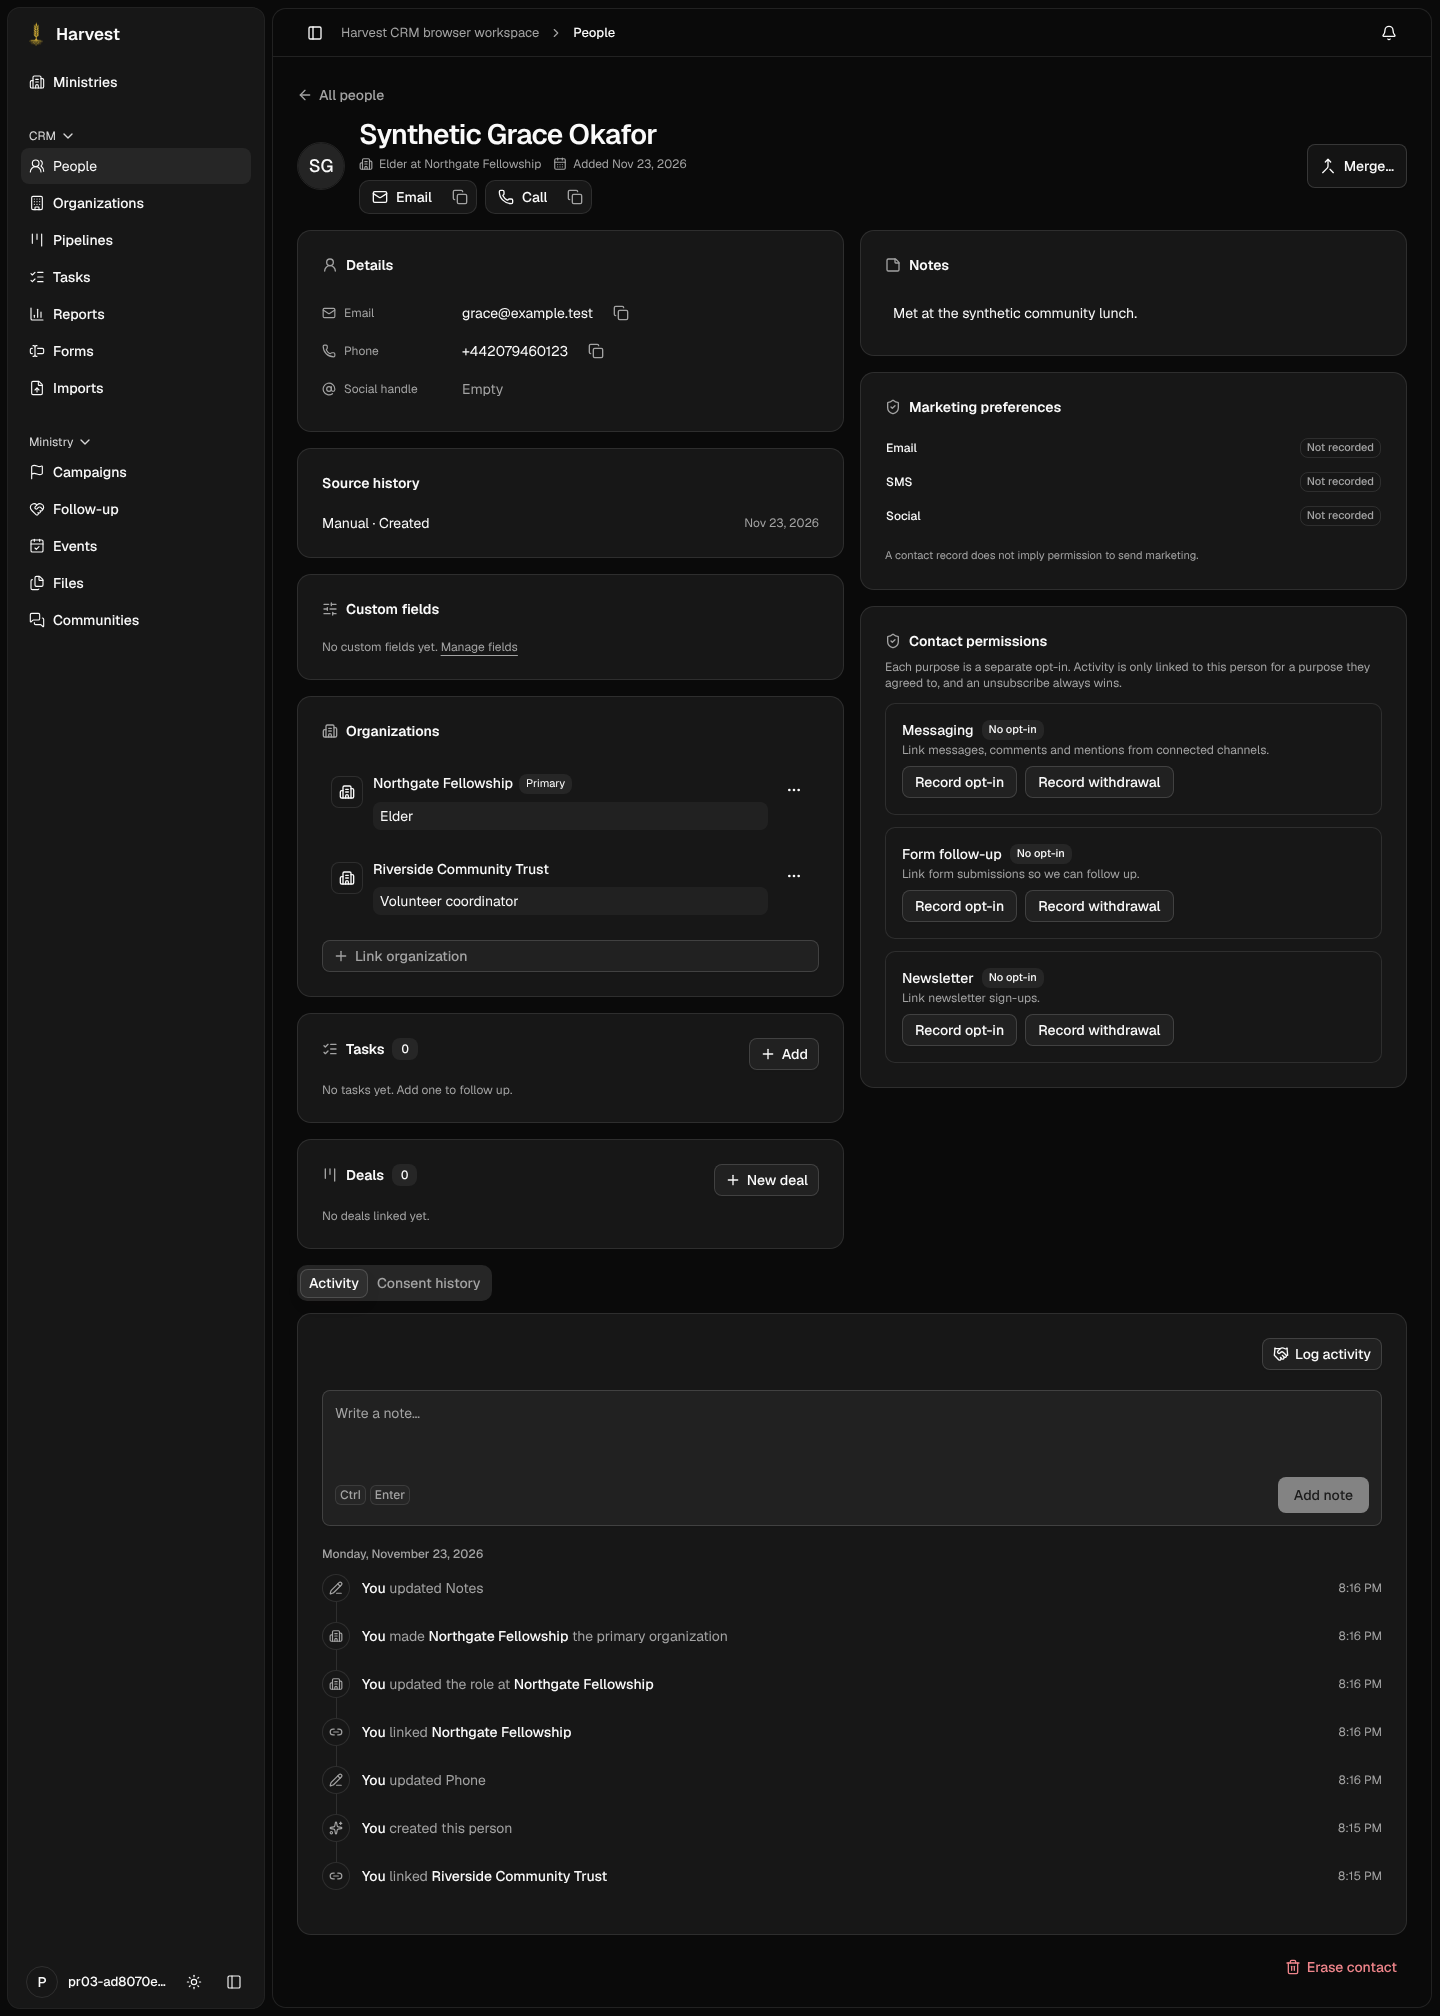 Harvest
Ministries
CRM
People
Organizations
Pipelines
Tasks
Reports
Forms
Imports
Ministry
Campaigns
Follow-up
Events
Files
Communities
P pr03-ad8070e...
Harvest CRM browser workspace > People
All people
SG
Synthetic Grace Okafor
Elder at Northgate Fellowship Added Nov 23, 2026
Email Call
Merge...
Details
Email grace@example.test
Phone +442079460123
Social handle Empty
Source history
Manual · Created Nov 23, 2026
Custom fields
No custom fields yet. Manage fields
Organizations
Northgate Fellowship Primary
Elder
Riverside Community Trust
Volunteer coordinator
+ Link organization
Tasks 0
+ Add
No tasks yet. Add one to follow up.
Deals 0
+ New deal
No deals linked yet.
Notes
Met at the synthetic community lunch.
Marketing preferences
Email Not recorded
SMS Not recorded
Social Not recorded
A contact record does not imply permission to send marketing.
Contact permissions
Each purpose is a separate opt-in. Activity is only linked to this person for a purpose they
agreed to, and an unsubscribe always wins.
Messaging No opt-in
Link messages, comments and mentions from connected channels.
Record opt-in Record withdrawal
Form follow-up No opt-in
Link form submissions so we can follow up.
Record opt-in Record withdrawal
Newsletter No opt-in
Link newsletter sign-ups.
Record opt-in Record withdrawal
Activity Consent history
Log activity
Write a note...
Ctrl Enter
Add note
Monday, November 23, 2026
You updated Notes 8:16 PM
You made Northgate Fellowship the primary organization 8:16 PM
You updated the role at Northgate Fellowship 8:16 PM
You linked Northgate Fellowship 8:16 PM
You updated Phone 8:16 PM
You created this person 8:15 PM
You linked Riverside Community Trust 8:15 PM
Erase contact